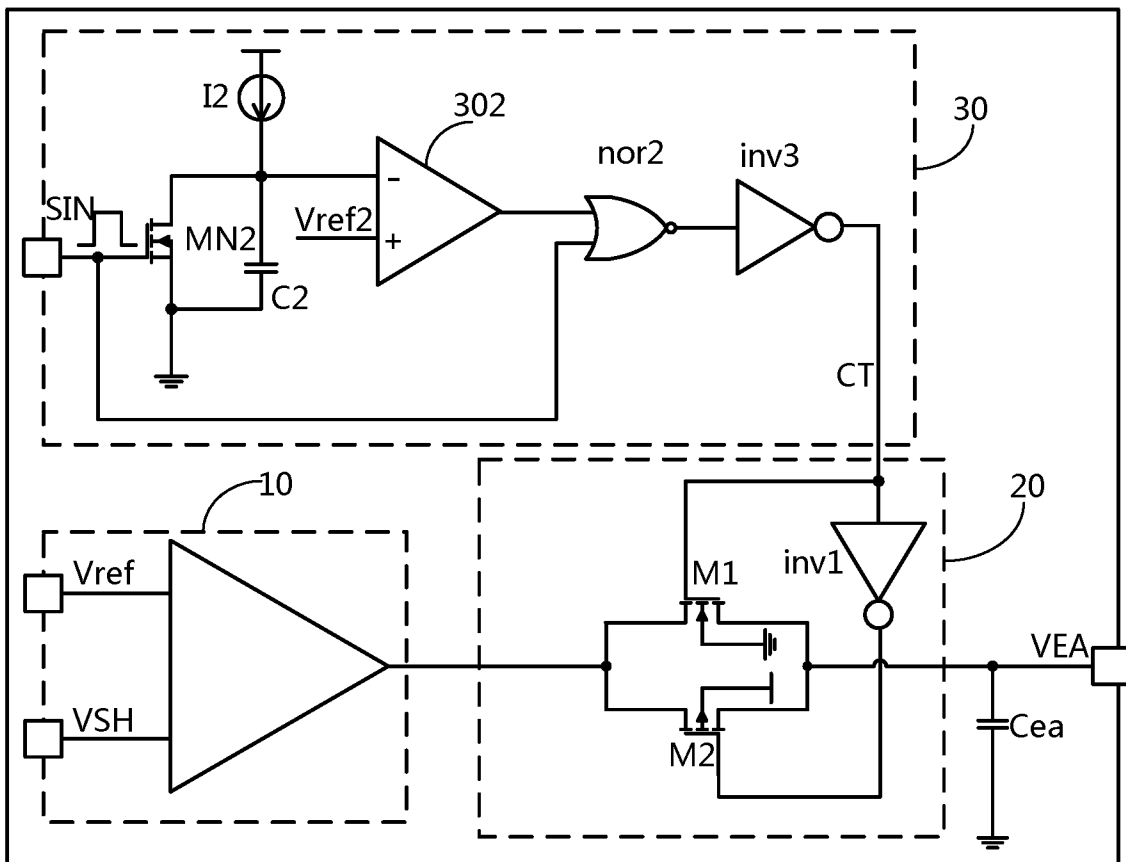 I2
302
30
nor2
inv3
SIN
-
Vref2
MN2
+
C2
CT
10
20
Vref
inv1
M1
VEA
VSH
M2
Cea